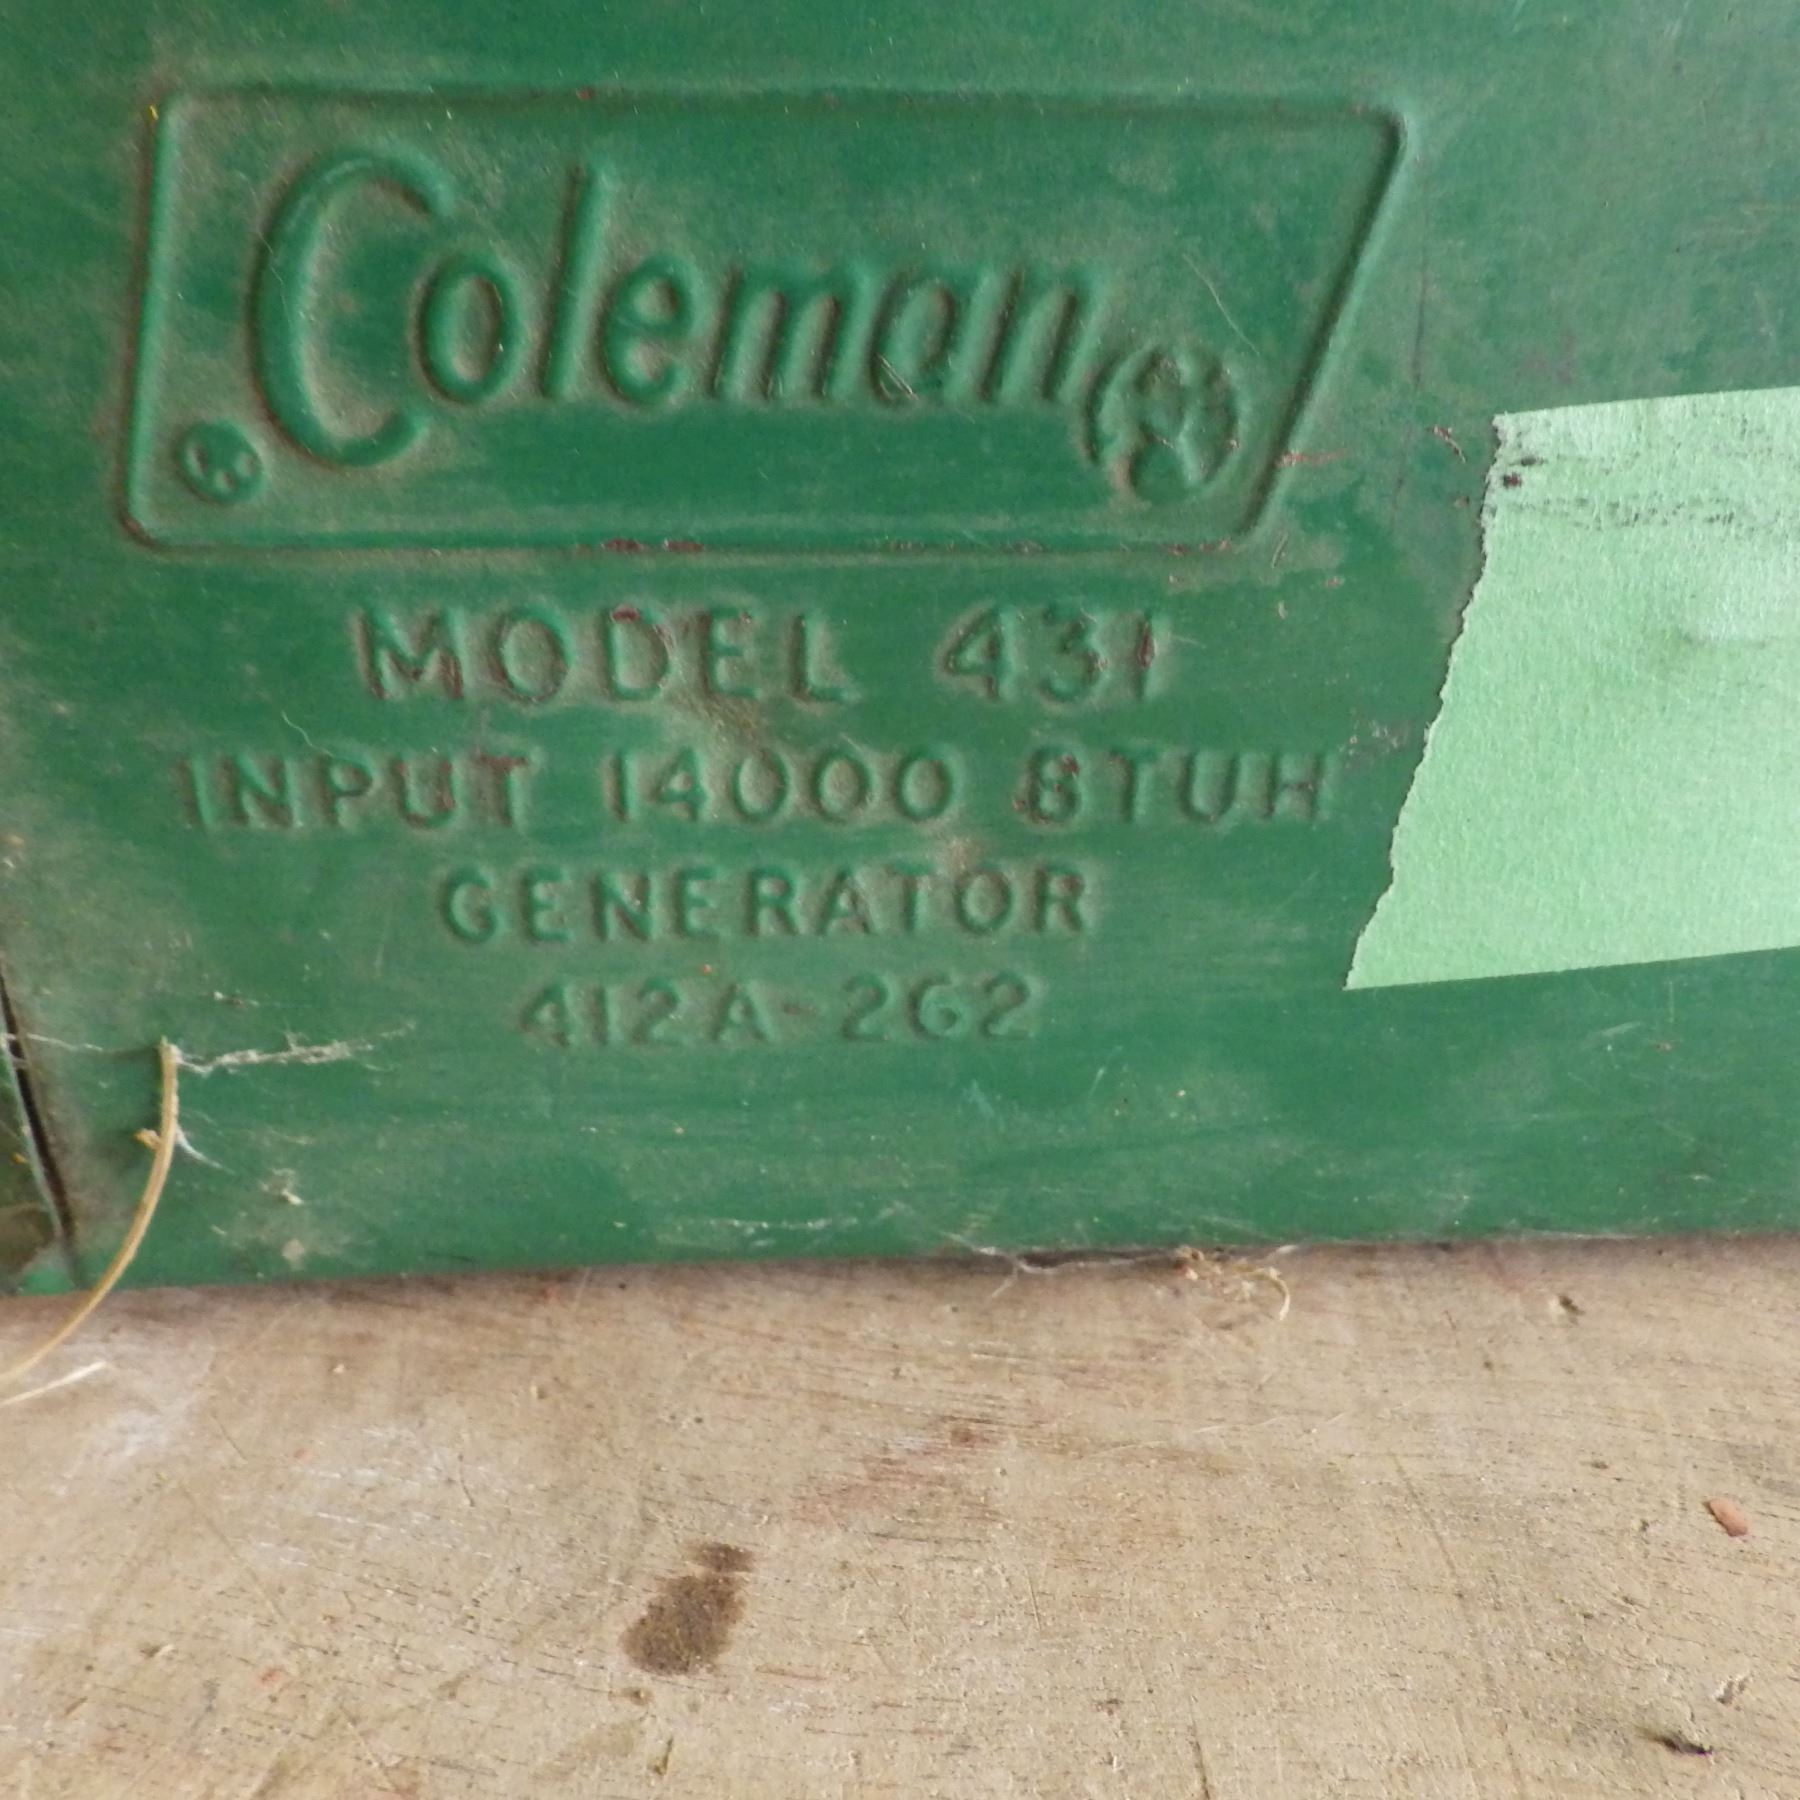 Coleman®
MODEL 431
INPUT 14000 BTUH
GENERATOR
412A-262